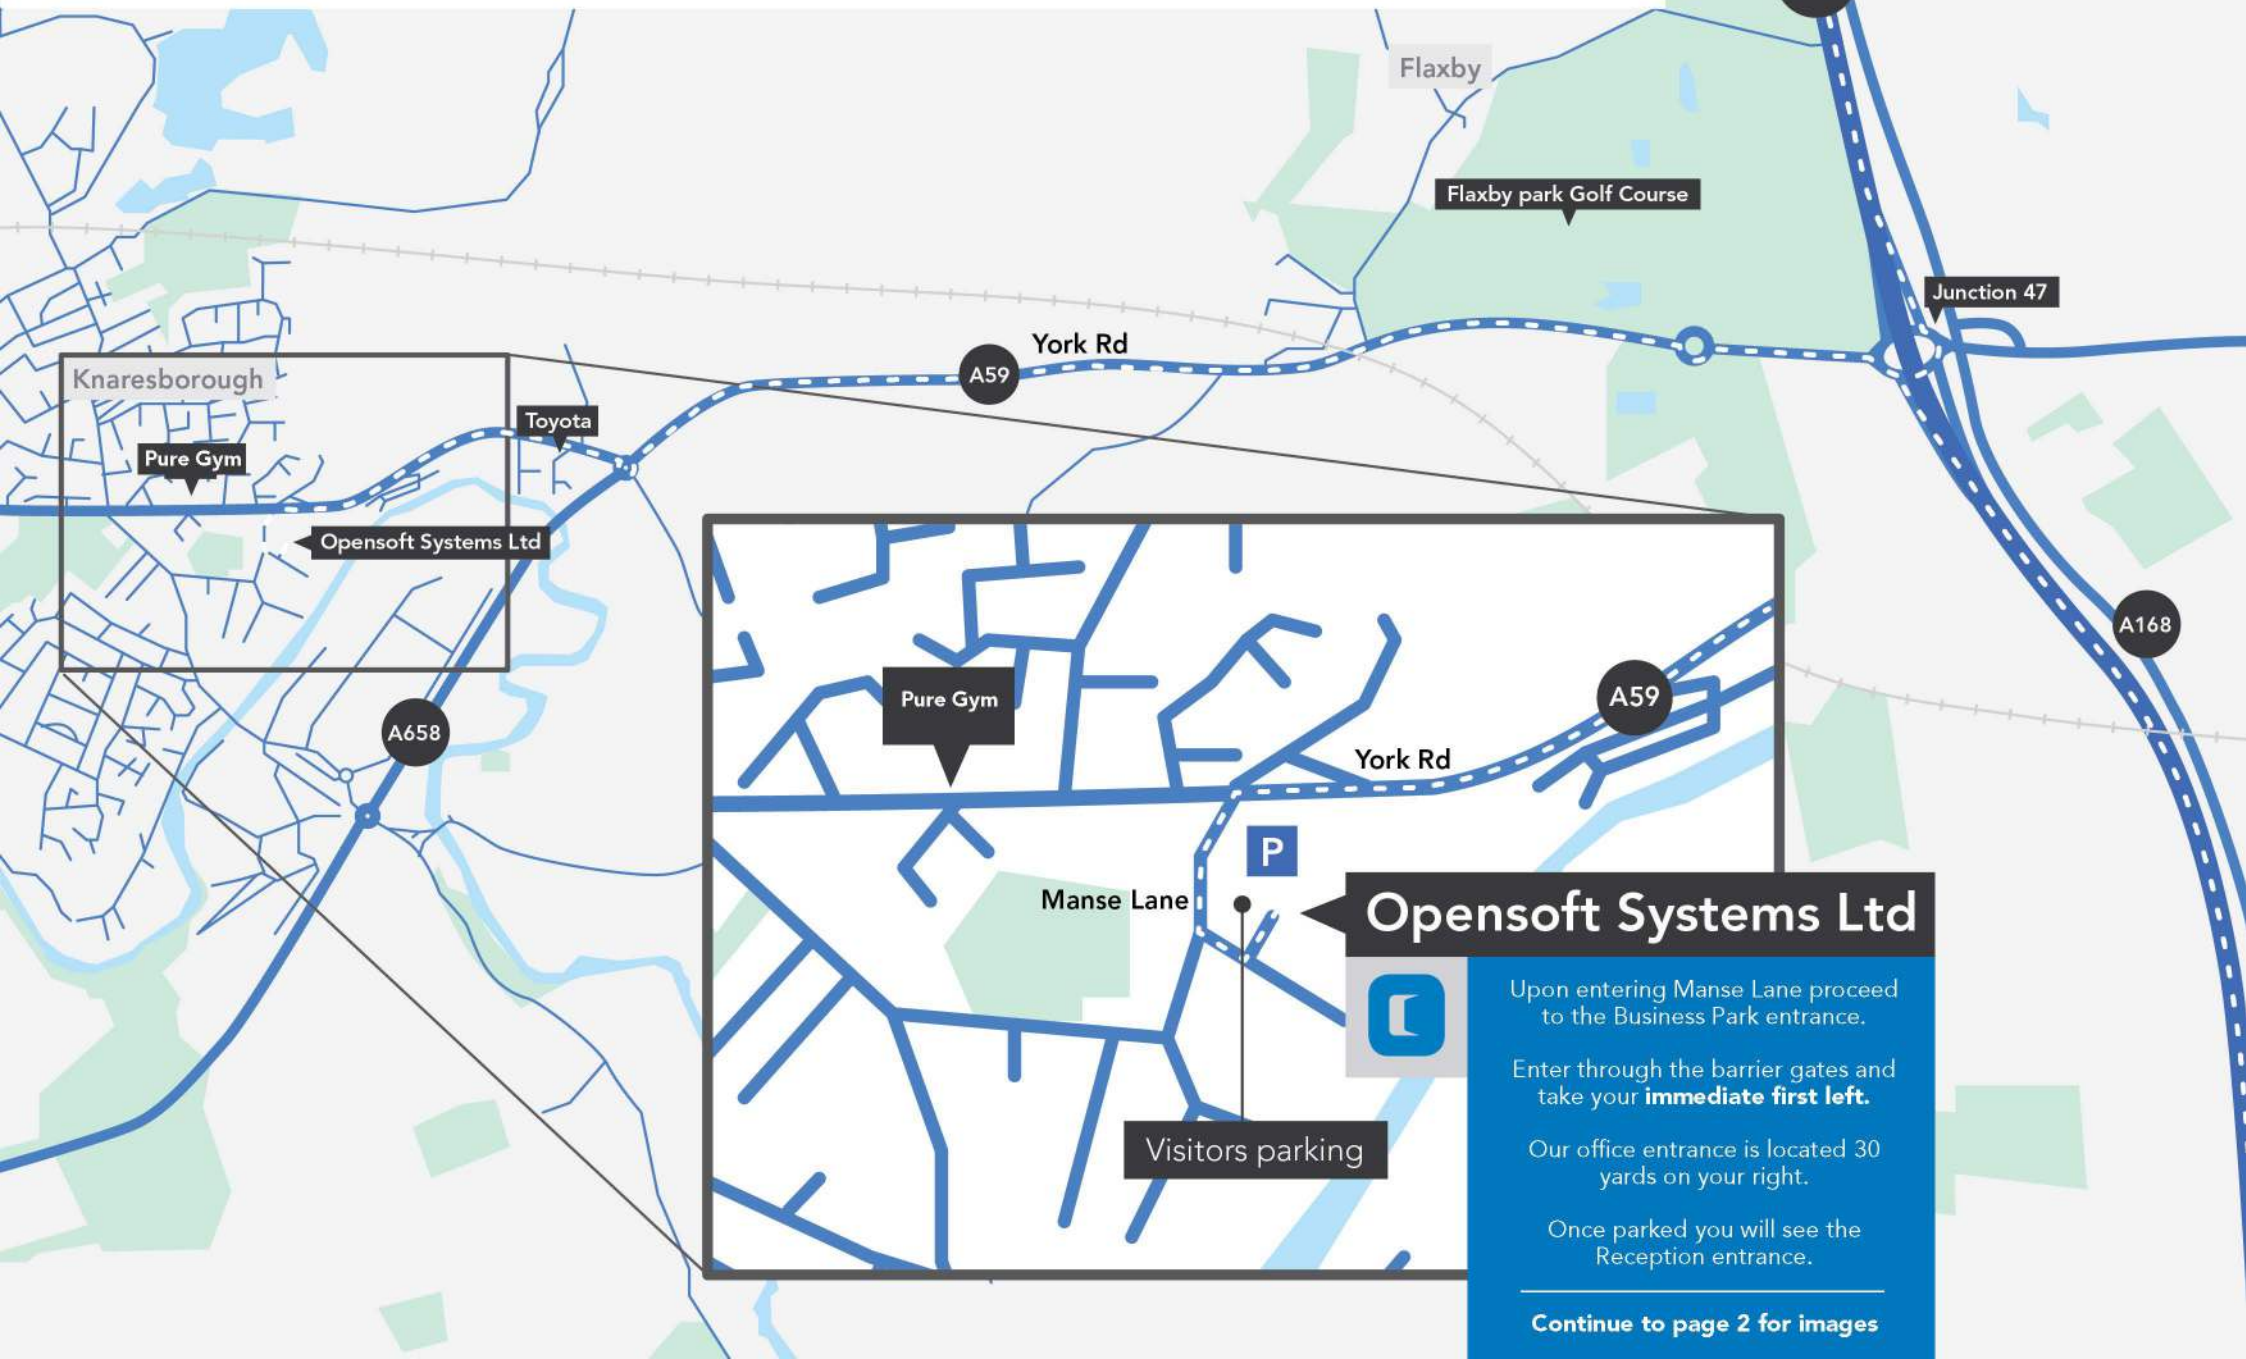 Flaxby
Flaxby park Golf Course
Junction 47
York Rd
A59
Knaresborough
Toyota
Pure Gym
Opensoft Systems Ltd
A168
A658
Pure Gym
A59
York Rd
P
Manse Lane
Opensoft Systems Ltd
Upon entering Manse Lane proceed
to the Business Park entrance.
Enter through the barrier gates and
take your immediate first left.
Our office entrance is located 30
yards on your right.
Once parked you will see the
Reception entrance.
Continue to page 2 for images
Visitors parking